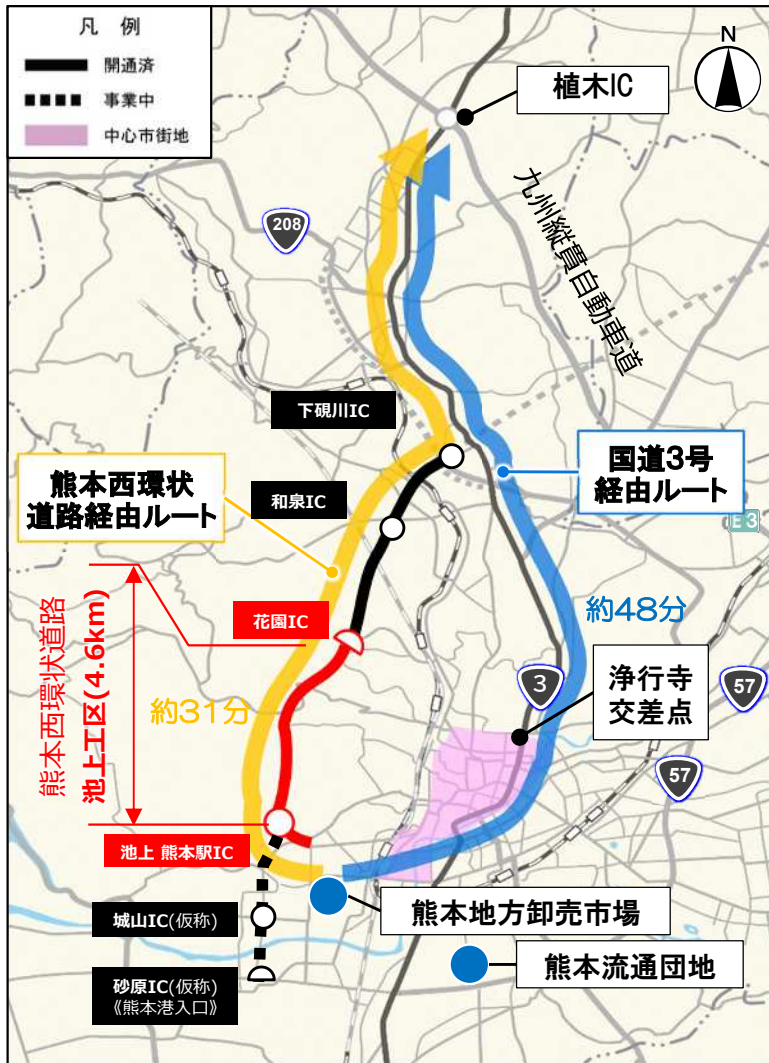 凡 例
開通済
事業中
中心市街地
N
植木IC
九州縦貫自動車道
208
下硯川IC
熊本西環状
道路経由ルート
和泉IC
国道3号
経由ルート
E3
花園IC
約48分
熊本西環状道路
池上工区(4.6km)
約31分
3
浄行寺
交差点
57
57
池上 熊本駅IC
城山IC(仮称)
熊本地方卸売市場
砂原IC(仮称)
《熊本港入口》
熊本流通団地